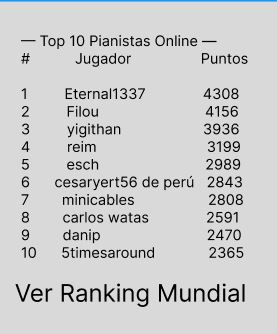 — Top 10 Pianistas Online —
# Jugador Puntos
1 Eternal1337 4308
2 Filou 4156
3 yigithan 3936
4 reim 3199
5 esch 2989
6 cesaryert56 de perú 2843
7 minicables 2808
8 carlos watas 2591
9 danip 2470
10 5timesaround 2365
Ver Ranking Mundial